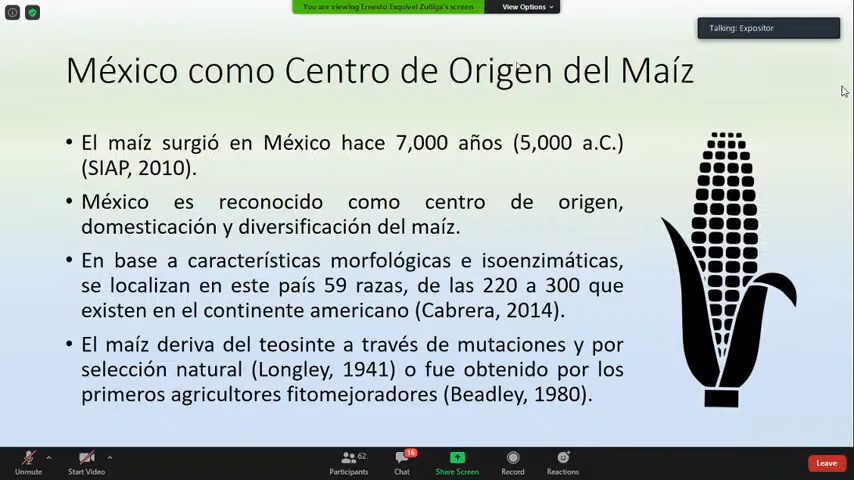 You are viewing Ernesto Esquivel Zuñiga's screen
View Options
Talking: Expositor
México como Centro de Origen del Maíz
• El maíz surgió en México hace 7,000 años (5,000 a.C.)
(SIAP, 2010).
• México es reconocido como centro de origen,
domesticación y diversificación del maíz.
• En base a características morfológicas e isoenzimáticas,
se localizan en este país 59 razas, de las 220 a 300 que
existen en el continente americano (Cabrera, 2014).
• El maíz deriva del teosinte a través de mutaciones y por
selección natural (Longley, 1941) o fue obtenido por los
primeros agricultores fitomejoradores (Beadley, 1980).
Unmute
Start Video
62
Participants
16
Chat
Share Screen
Record
Reactions
Leave